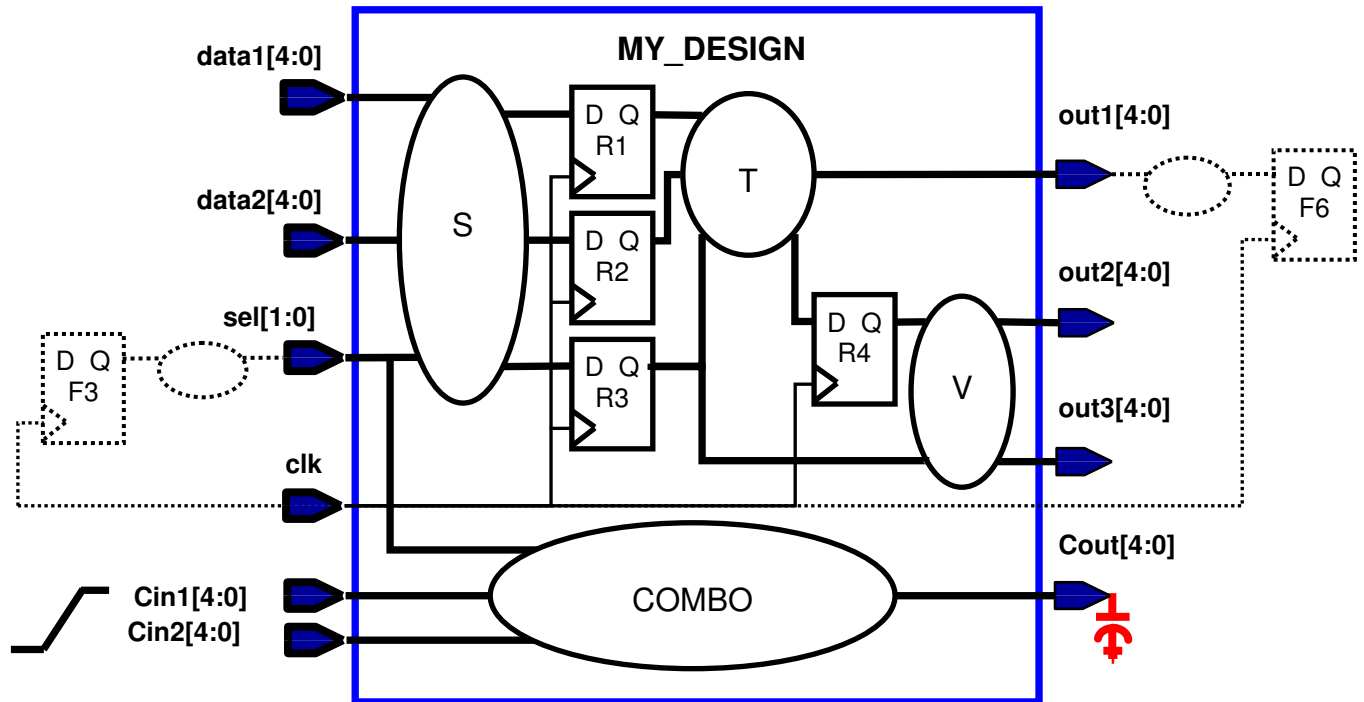 MY_DESIGN
data1[4:0]
D Q
R1
T
out1[4:0]
D Q
F6
data2[4:0]
S
D Q
R2
out2[4:0]
sel[1:0]
D Q
F3
D Q
R3
D Q
R4
V
out3[4:0]
clk
Cout[4:0]
Cin1[4:0]
COMBO
Cin2[4:0]